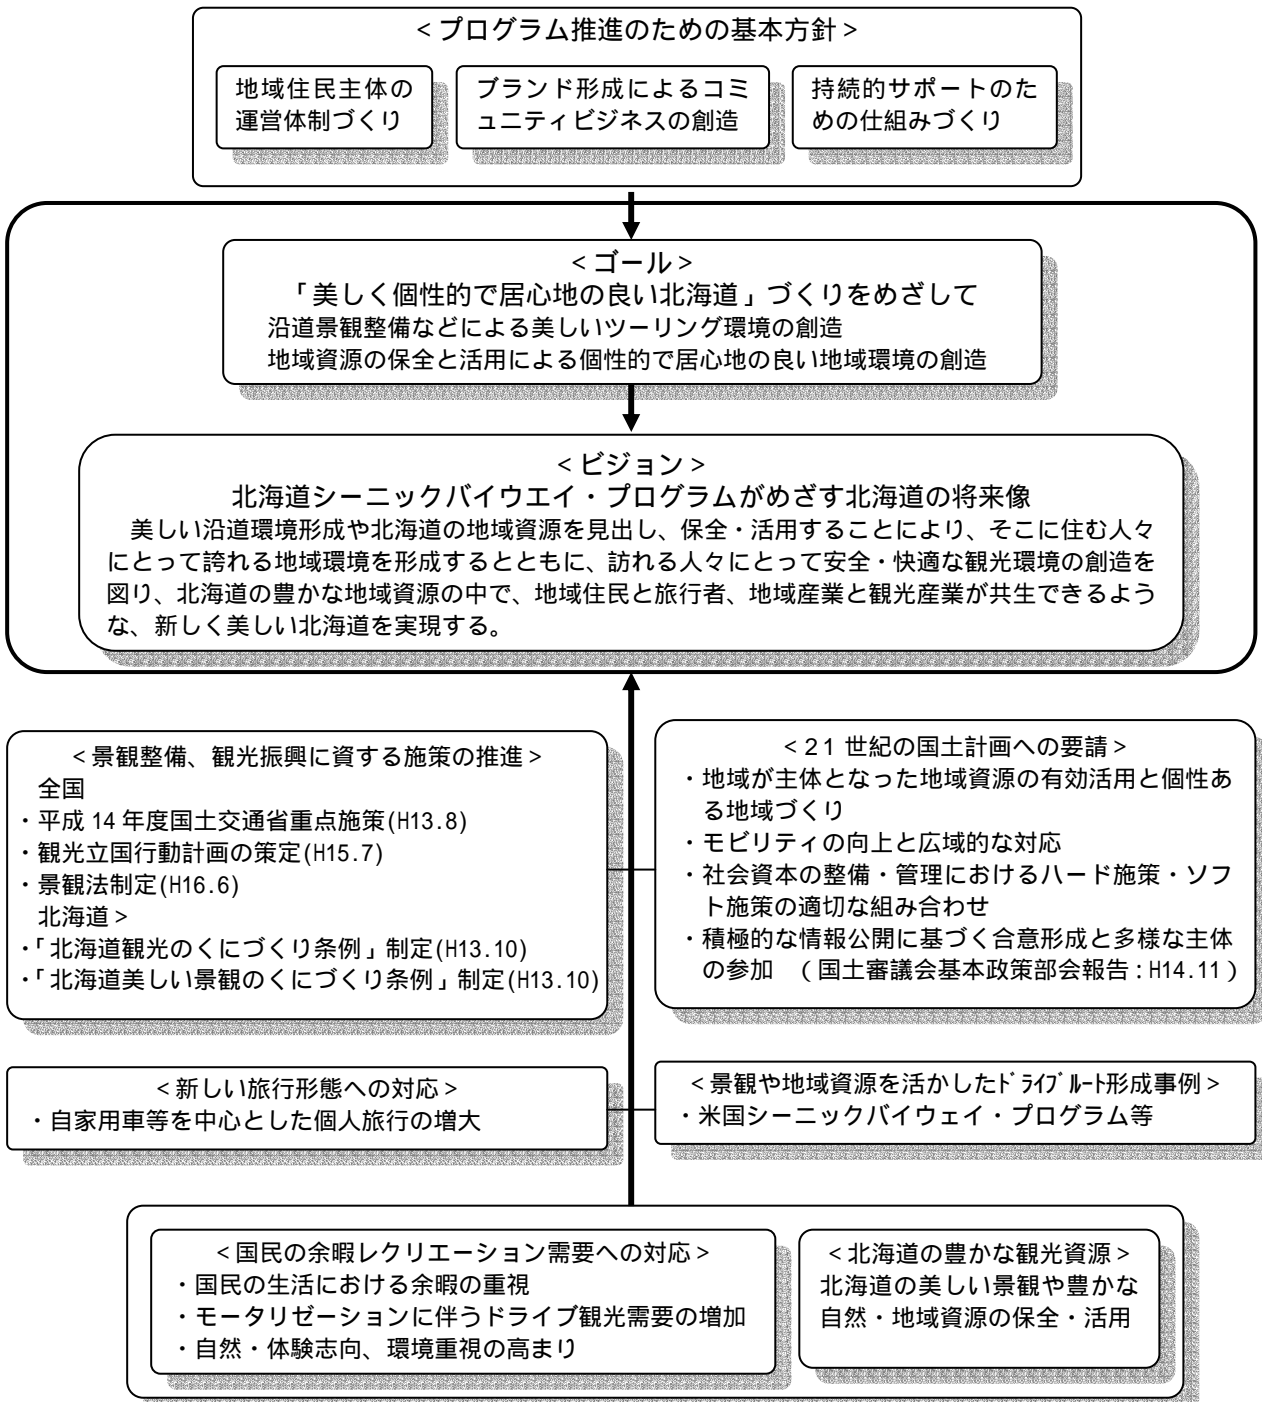 <プログラム推進のための基本方針>
地域住民主体の
運営体制づくり
ブランド形成によるコミ
ュニティビジネスの創造
持続的サポートのた
めの仕組みづくり
<ゴール>
「美しく個性的で居心地の良い北海道」づくりをめざして
沿道景観整備などによる美しいツーリング環境の創造
地域資源の保全と活用による個性的で居心地の良い地域環境の創造
<ビジョン>
北海道シーニックバイウエイ・プログラムがめざす北海道の将来像
美しい沿道環境形成や北海道の地域資源を見出し、保全・活用することにより、そこに住む人々
にとって誇れる地域環境を形成するとともに、訪れる人々にとって安全・快適な観光環境の創造を
図り、北海道の豊かな地域資源の中で、地域住民と旅行者、地域産業と観光産業が共生できるよう
な、新しく美しい北海道を実現する。
<景観整備、観光振興に資する施策の推進>
全国
・平成 14 年度国土交通省重点施策(H13.8)
・観光立国行動計画の策定(H15.7)
・景観法制定(H16.6)
北海道>
・「北海道観光のくにづくり条例」制定(H13.10)
・「北海道美しい景観のくにづくり条例」制定(H13.10)
<21 世紀の国土計画への要請>
・地域が主体となった地域資源の有効活用と個性あ
る地域づくり
・モビリティの向上と広域的な対応
・社会資本の整備・管理におけるハード施策・ソフ
ト施策の適切な組み合わせ
・積極的な情報公開に基づく合意形成と多様な主体
の参加 （国土審議会基本政策部会報告:H14.11）
<新しい旅行形態への対応>
・自家用車等を中心とした個人旅行の増大
<景観や地域資源を活かしたﾄﾞﾗｲﾌﾞﾙｰﾄ形成事例>
・米国シーニックバイウェイ・プログラム等
<国民の余暇レクリエーション需要への対応>
・国民の生活における余暇の重視
・モータリゼーションに伴うドライブ観光需要の増加
・自然・体験志向、環境重視の高まり
<北海道の豊かな観光資源>
北海道の美しい景観や豊かな
自然・地域資源の保全・活用